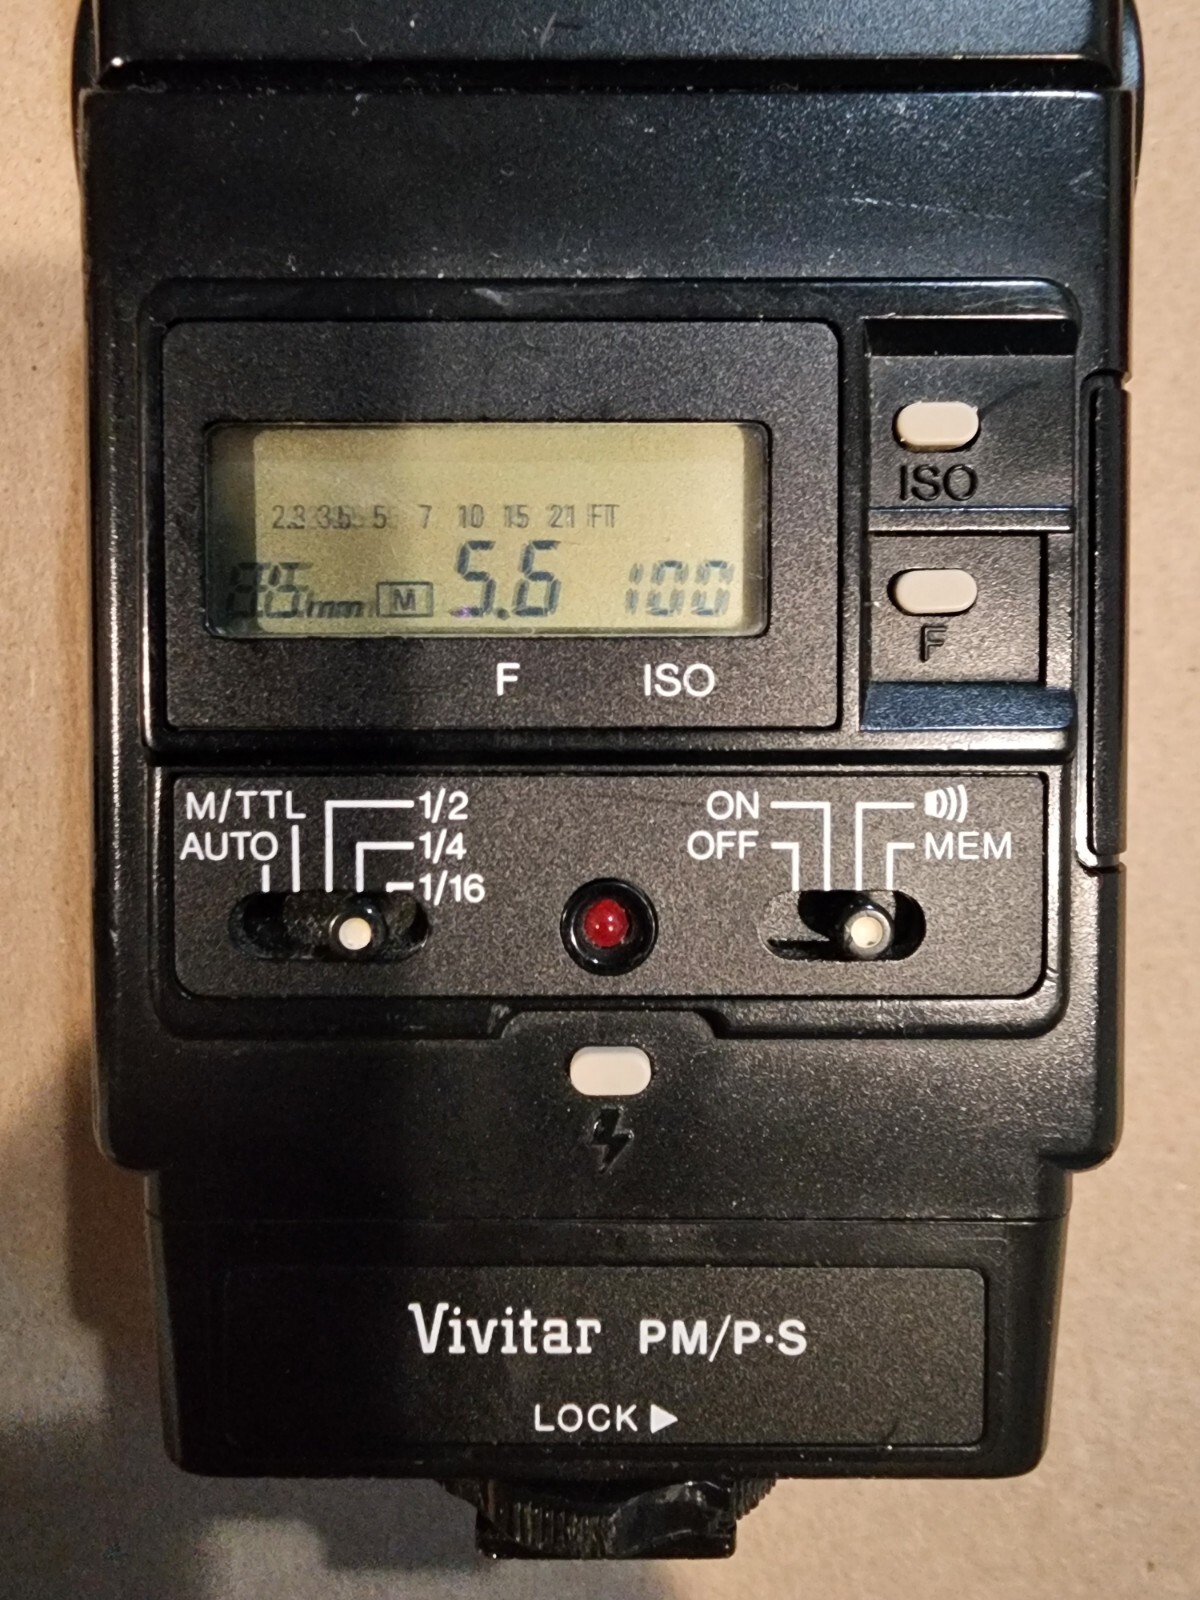 ISO
2.3 3.5 5 7 10 15 21 FT
85mm M 5.6 100
F
F ISO
M/TTL 1/2
AUTO 1/4
1/16
ON
OFF MEM
Vivitar PM/P·S
LOCK